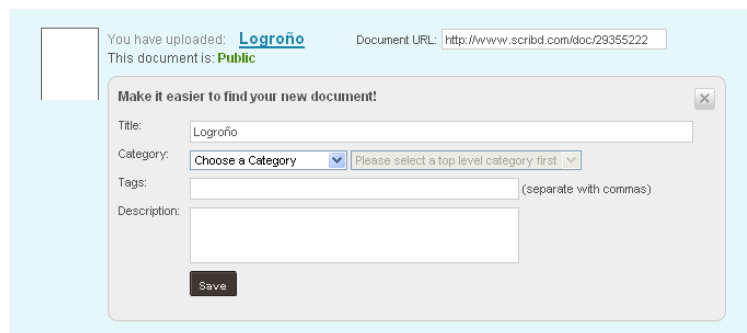 You have uploaded: Logroño Document URL: http://www.scribd.com/doc/29355222
This document is: Public
Make it easier to find your new document!
Title: Logroño
Category: Choose a Category Please select a top level category first
Tags: (separate with commas)
Description:
Save